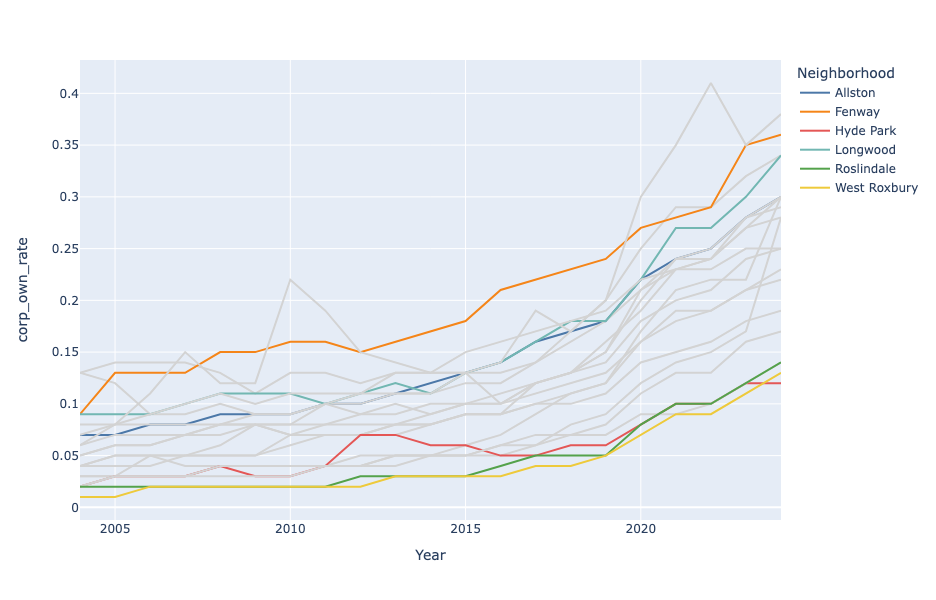 Neighborhood
Allston
Fenway
Hyde Park
Longwood
Roslindale
West Roxbury
0.4
0.35
0.3
0.25
0.2
0.15
0.1
0.05
0
corp_own_rate
2005 2010 2015 2020
Year